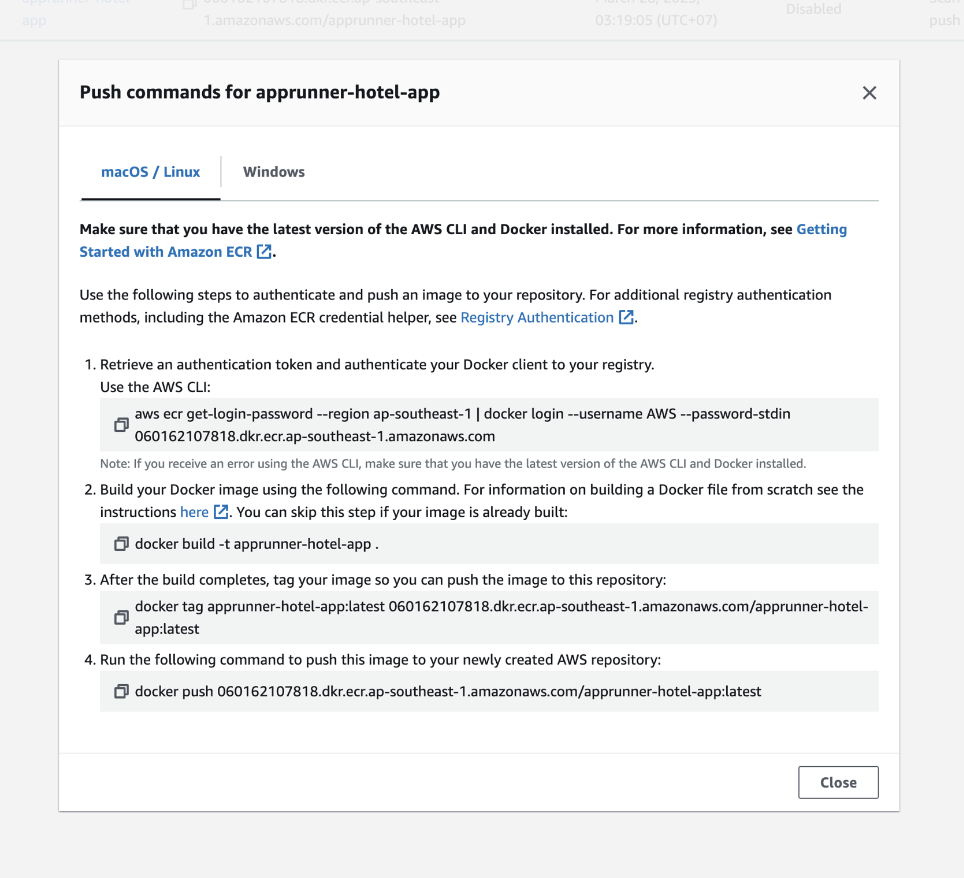 app
1.amazonaws.com/apprunner-hotel-app
03:19:05 (UTC+07)
Disabled
push
Push commands for apprunner-hotel-app
macOS / Linux
Windows
Make sure that you have the latest version of the AWS CLI and Docker installed. For more information, see Getting
Started with Amazon ECR.
Use the following steps to authenticate and push an image to your repository. For additional registry authentication
methods, including the Amazon ECR credential helper, see Registry Authentication.
1. Retrieve an authentication token and authenticate your Docker client to your registry.
Use the AWS CLI:
aws ecr get-login-password --region ap-southeast-1 | docker login --username AWS --password-stdin
060162107818.dkr.ecr.ap-southeast-1.amazonaws.com
Note: If you receive an error using the AWS CLI, make sure that you have the latest version of the AWS CLI and Docker installed.
2. Build your Docker image using the following command. For information on building a Docker file from scratch see the
instructions here. You can skip this step if your image is already built:
docker build -t apprunner-hotel-app .
3. After the build completes, tag your image so you can push the image to this repository:
docker tag apprunner-hotel-app:latest 060162107818.dkr.ecr.ap-southeast-1.amazonaws.com/apprunner-hotel-
app:latest
4. Run the following command to push this image to your newly created AWS repository:
docker push 060162107818.dkr.ecr.ap-southeast-1.amazonaws.com/apprunner-hotel-app:latest
Close